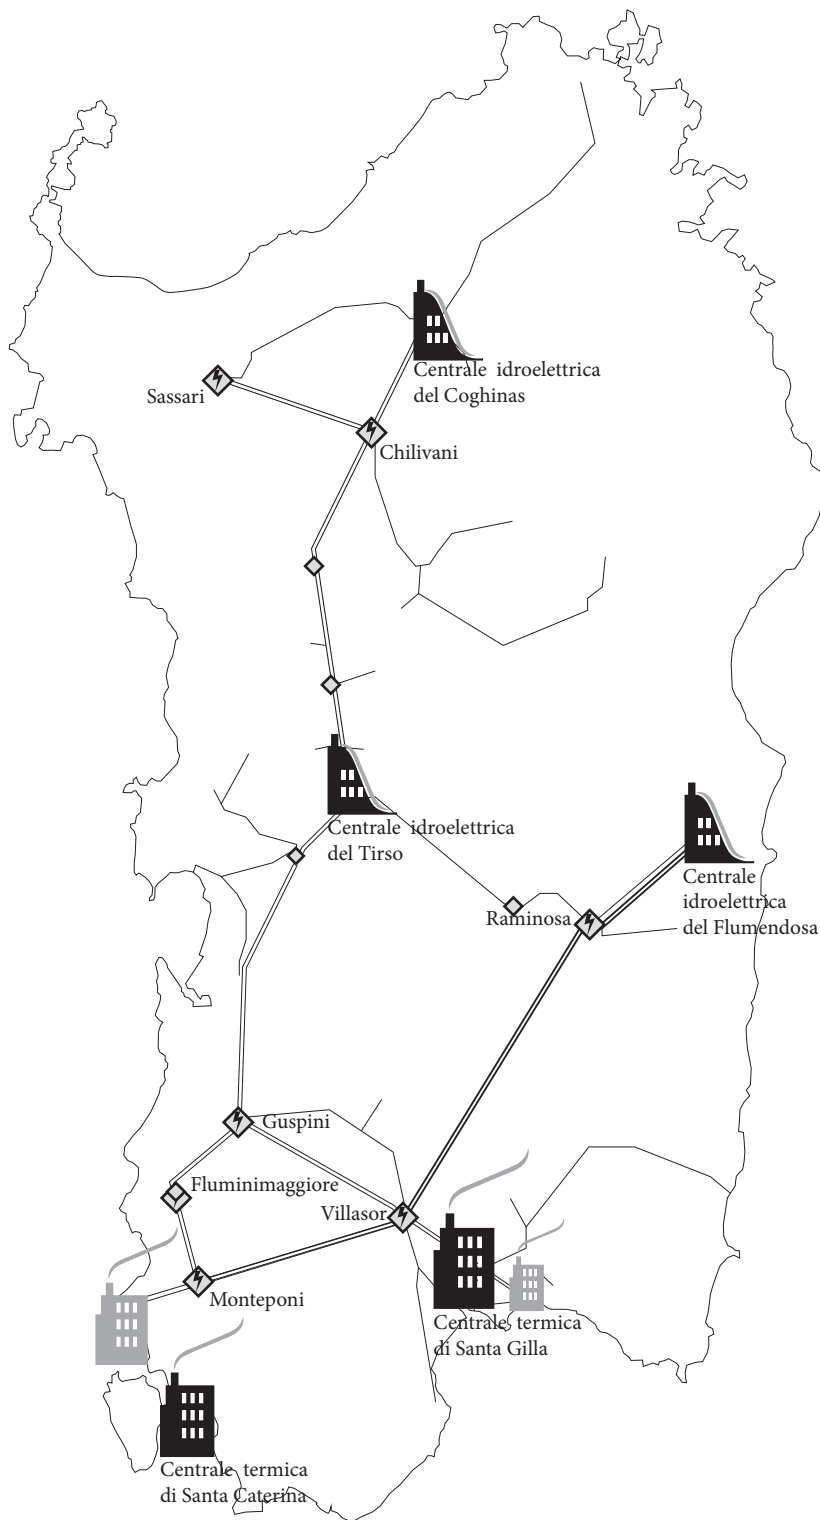 Centrale idroelettrica
del Coghinas
Sassari
Chilivani
Centrale idroelettrica
del Tirso
Centrale
idroelettrica
del Flumendosa
Raminosa
Guspini
Fluminimaggiore
Villasor
Monteponi
Centrale termica
di Santa Gilla
Centrale termica
di Santa Caterina